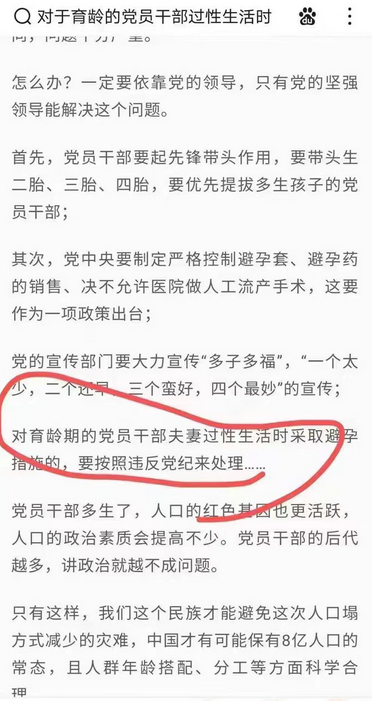 对于育龄的党员干部过性生活时
怎么办？一定要依靠党的领导，只有党的坚强
领导能解决这个问题。
首先，党员干部要起先锋带头作用，要带头生
二胎、三胎、四胎，要优先提拔多生孩子的党
员干部；
其次，党中央要制定严格控制避孕套、避孕药
的销售、决不允许医院做人工流产手术，这要
作为一项政策出台；
党的宣传部门要大力宣传“多子多福”，“一个太
少，二个还早，三个蛮好，四个最妙”的宣传；
对育龄期的党员干部夫妻过性生活时采取避孕
措施的，要按照违反党纪来处理……
党员干部多生了，人口的红色基因也更活跃，
人口的政治素质会提高不少。党员干部的后代
越多，讲政治就越不成问题。
只有这样，我们这个民族才能避免这次人口塌
方式减少的灾难，中国才有可能保有8亿人口的
常态，且人群年龄搭配、分工等方面科学合
理